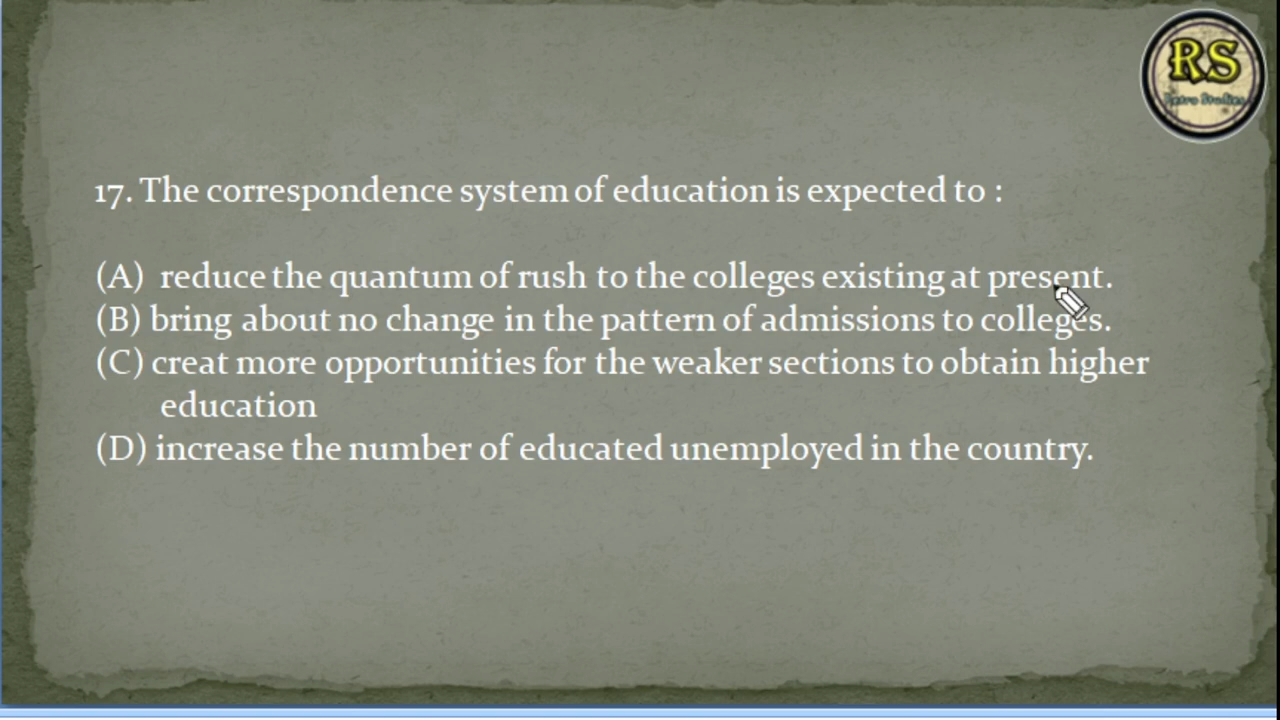 RS
Retro Studies
17. The correspondence system of education is expected to :
(A) reduce the quantum of rush to the colleges existing at present.
(B) bring about no change in the pattern of admissions to colleges.
(C) creat more opportunities for the weaker sections to obtain higher
education
(D) increase the number of educated unemployed in the country.